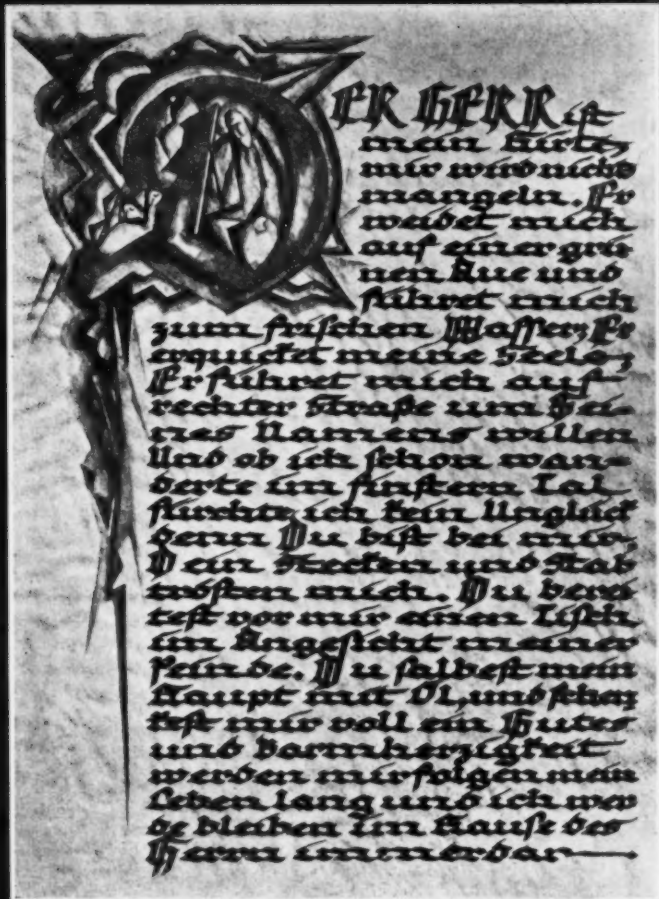 DER HERR ist
mein Hirte,
mir wird nichts
mangeln. Er
weidet mich
auf einer grü
nen Aue und
führet mich
zum frischen Wasser, Er
erquicket meine Seele,
Er führet mich auf
rechter Straße um Sei-
nes Namens willen
Und ob ich schon wan-
derte im finstern Tal
fürchte ich kein Unglück
denn Du bist bei mir,
Dein Stecken und Stab
trösten mich. Du berei
test vor mir einen Tisch
im Angesicht meiner
Feinde. Du salbest mein
Haupt mit Öl, und schen
kest mir voll ein Gutes
und Barmherzigkeit
werden mir folgen mein
Leben lang und ich wer
de bleiben im Hause des
Herrn immerdar